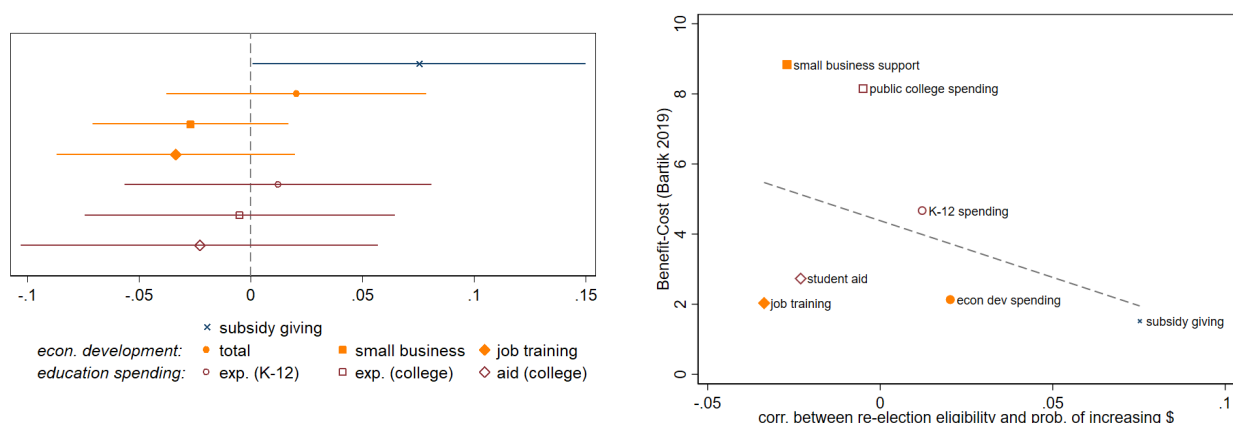 -.1 -.05 0 .05 .1 .15
subsidy giving
econ. development: total small business job training
education spending: exp. (K-12) exp. (college) aid (college)
Benefit-Cost (Bartik 2019)
10
8
6
4
2
0
small business support
public college spending
K-12 spending
student aid
job training
econ dev spending
subsidy giving
-.05 0 .05 .1
corr. between re-election eligibility and prob. of increasing $